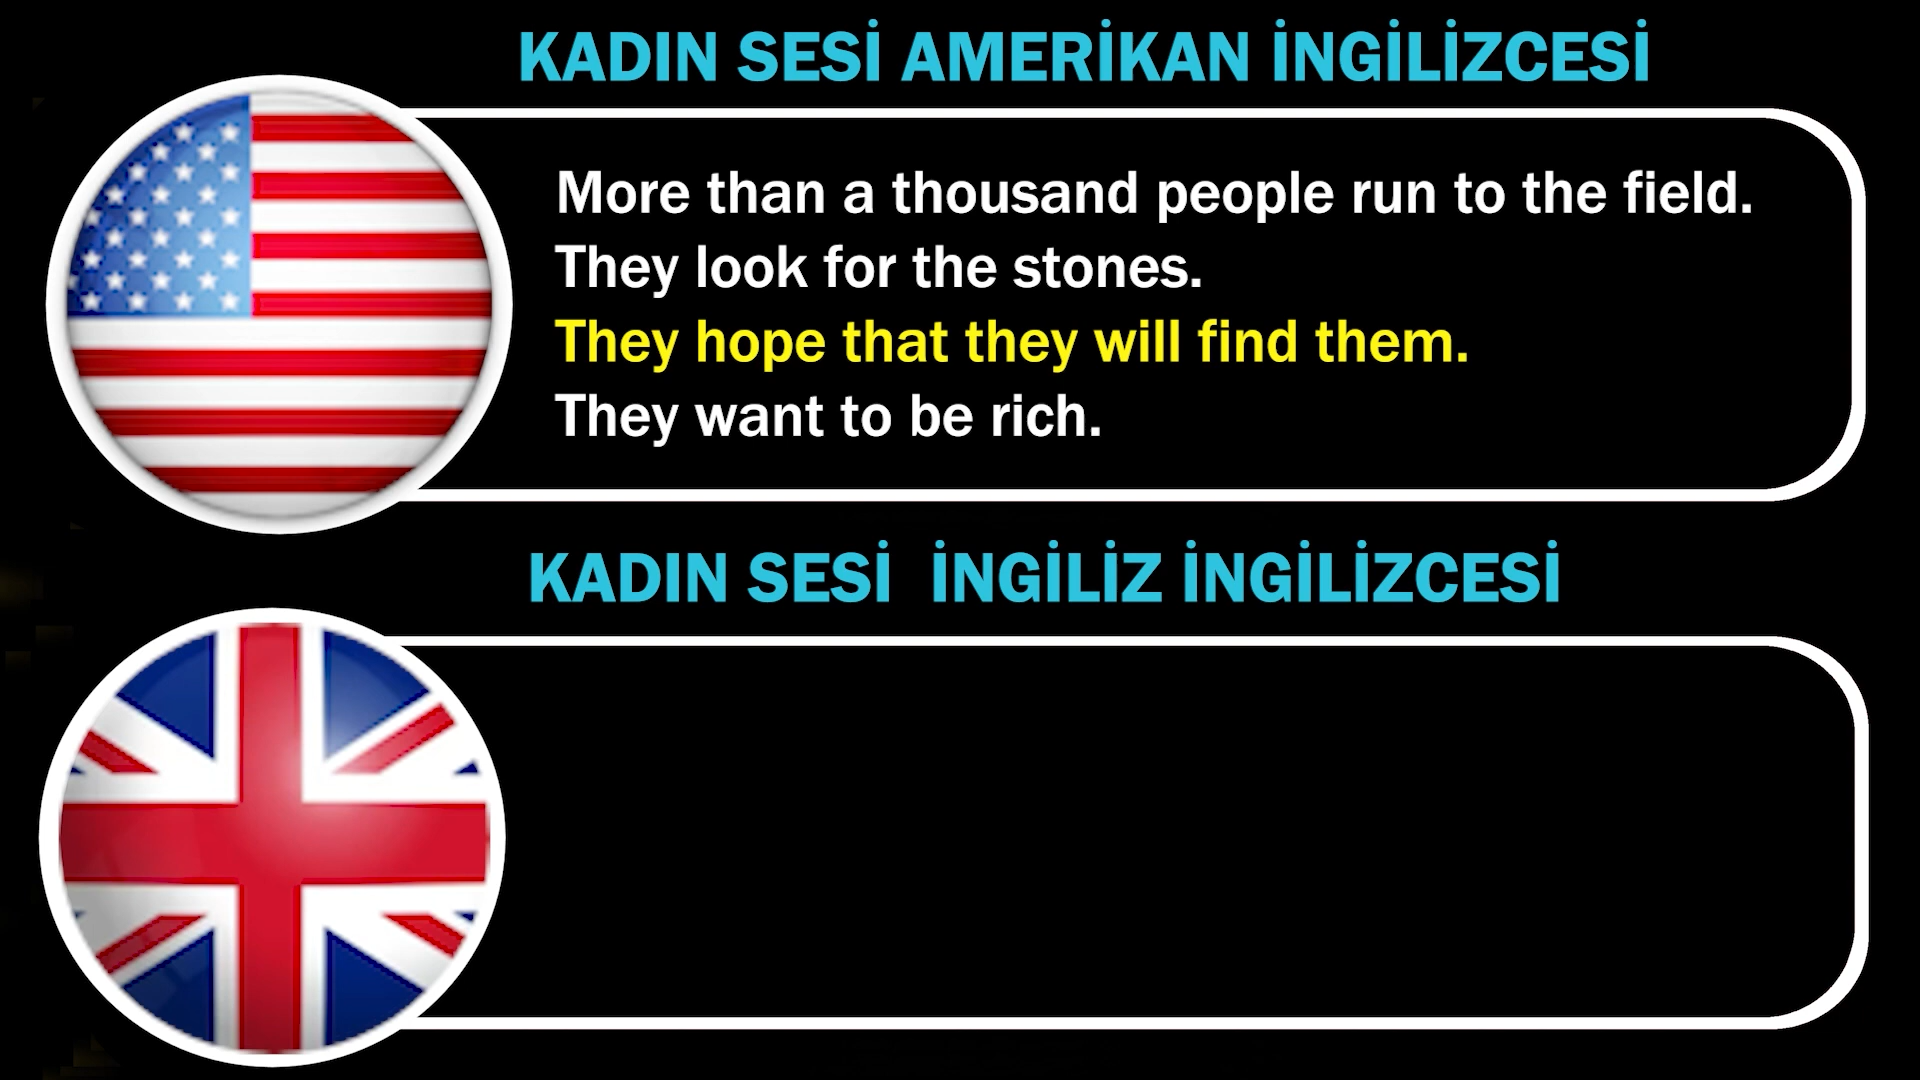 KADIN SESİ AMERİKAN İNGİLİZCESİ
More than a thousand people run to the field.
They look for the stones.
They hope that they will find them.
They want to be rich.
KADIN SESİ İNGİLİZ İNGİLİZCESİ